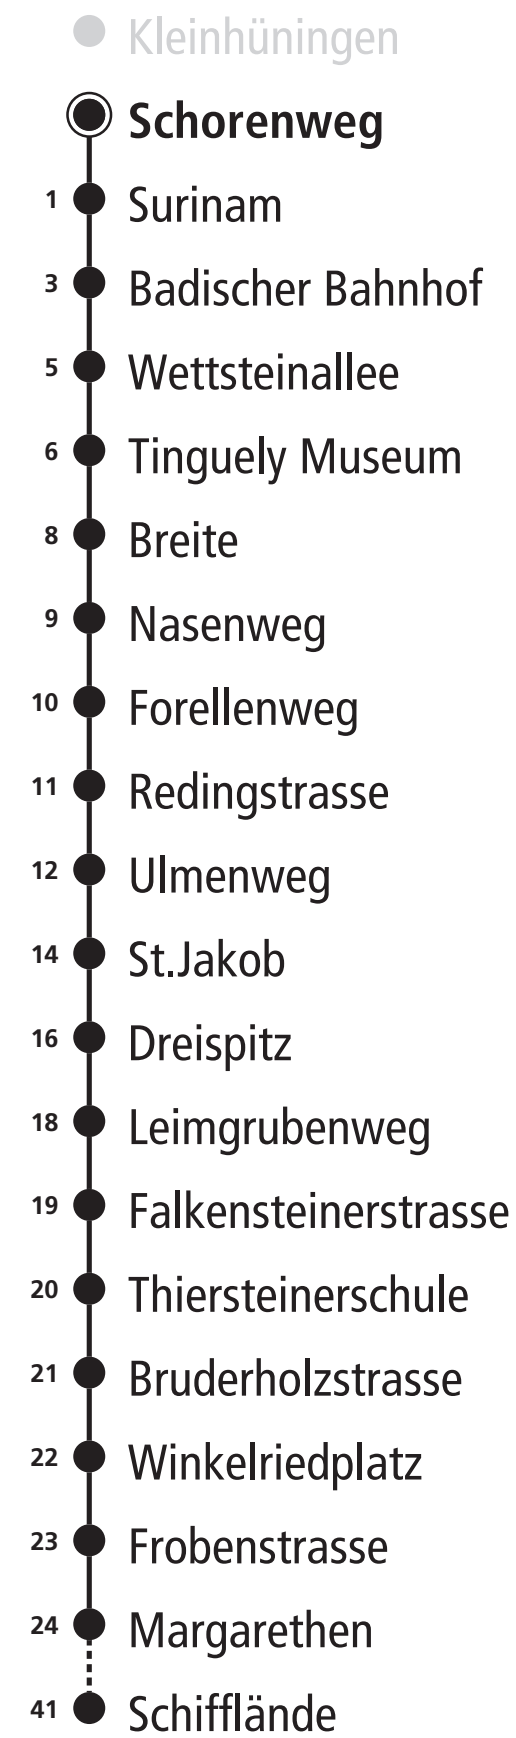 Kleinhüningen
Schorenweg
1 Surinam
3 Badischer Bahnhof
5 Wettsteinallee
6 Tinguely Museum
8 Breite
9 Nasenweg
10 Forellenweg
11 Redingstrasse
12 Ulmenweg
14 St.Jakob
16 Dreispitz
18 Leimgrubenweg
19 Falkensteinerstrasse
20 Thiersteinerschule
21 Bruderholzstrasse
22 Winkelriedplatz
23 Frobenstrasse
24 Margarethen
41 Schifflände